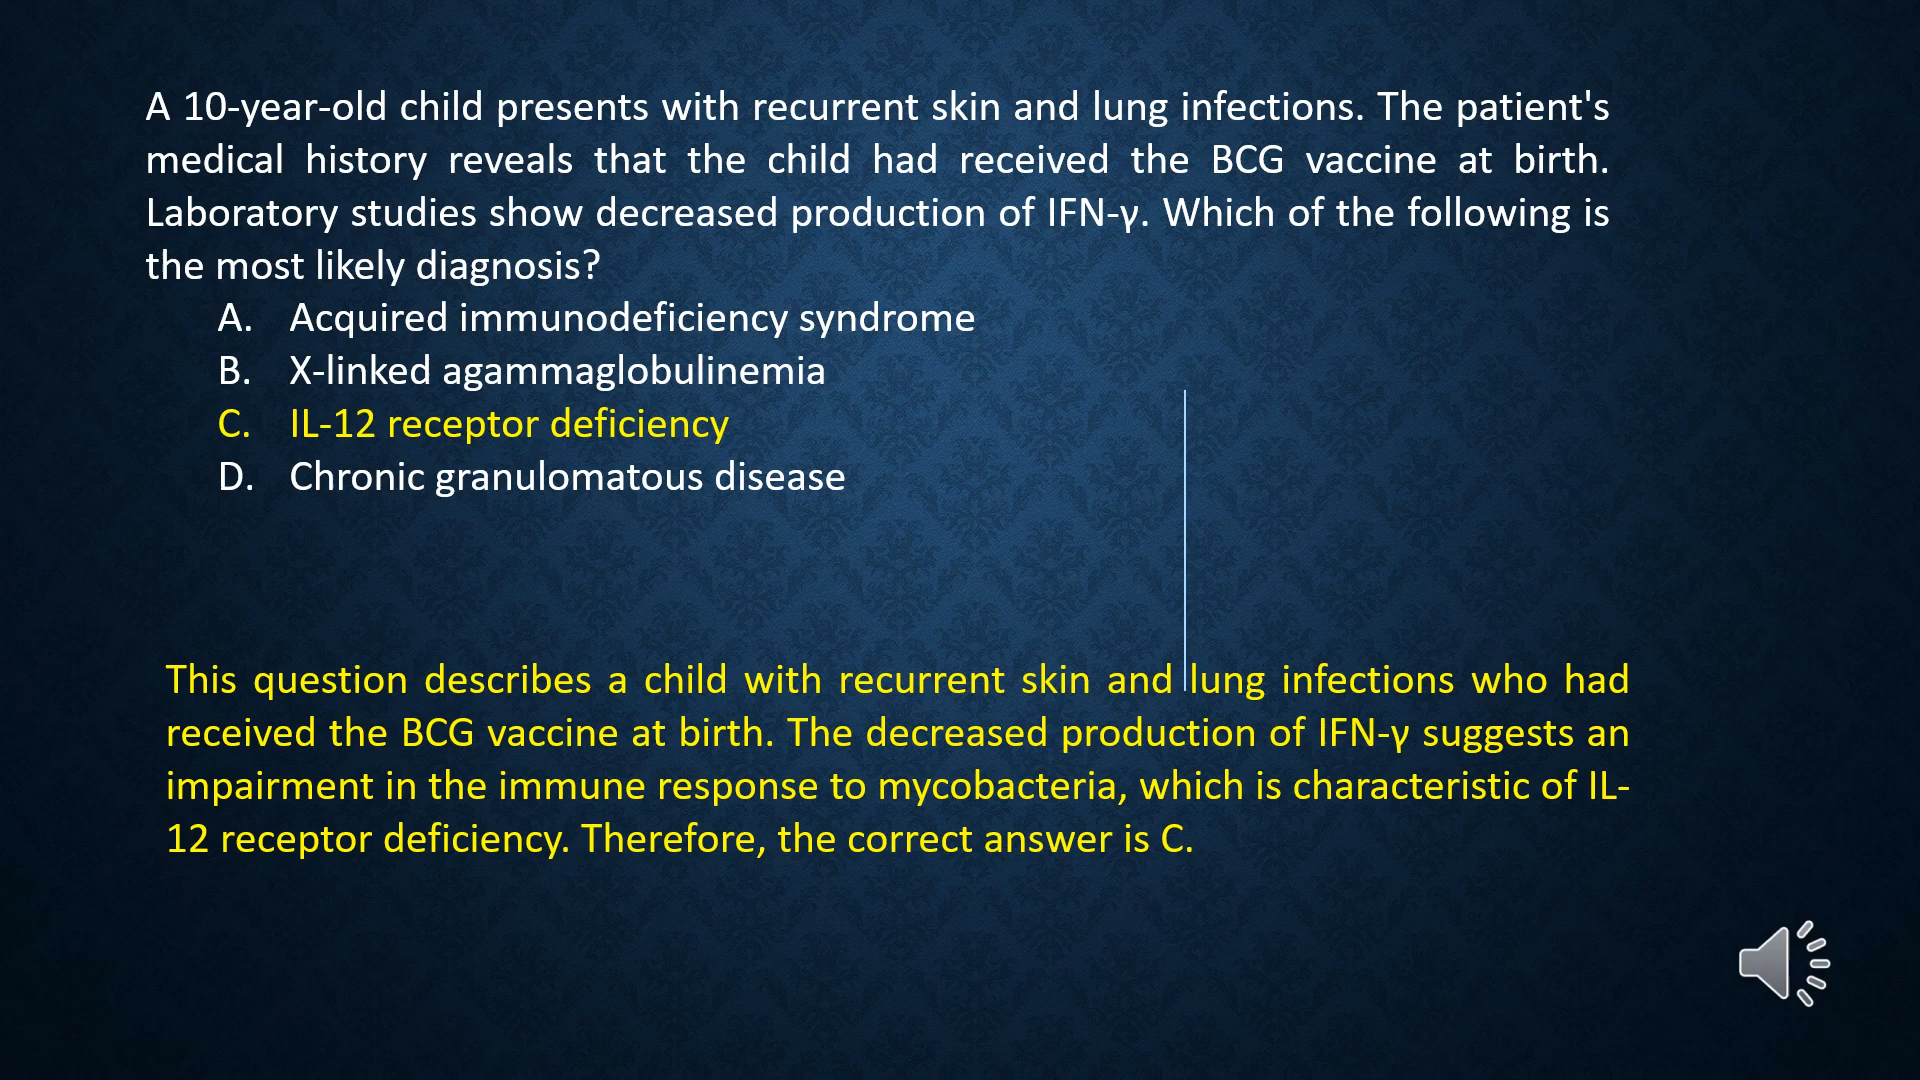 A 10-year-old child presents with recurrent skin and lung infections. The patient's
medical history reveals that the child had received the BCG vaccine at birth.
Laboratory studies show decreased production of IFN-γ. Which of the following is
the most likely diagnosis?
A. Acquired immunodeficiency syndrome
B. X-linked agammaglobulinemia
C. IL-12 receptor deficiency
D. Chronic granulomatous disease
This question describes a child with recurrent skin and lung infections who had
received the BCG vaccine at birth. The decreased production of IFN-γ suggests an
impairment in the immune response to mycobacteria, which is characteristic of IL-
12 receptor deficiency. Therefore, the correct answer is C.